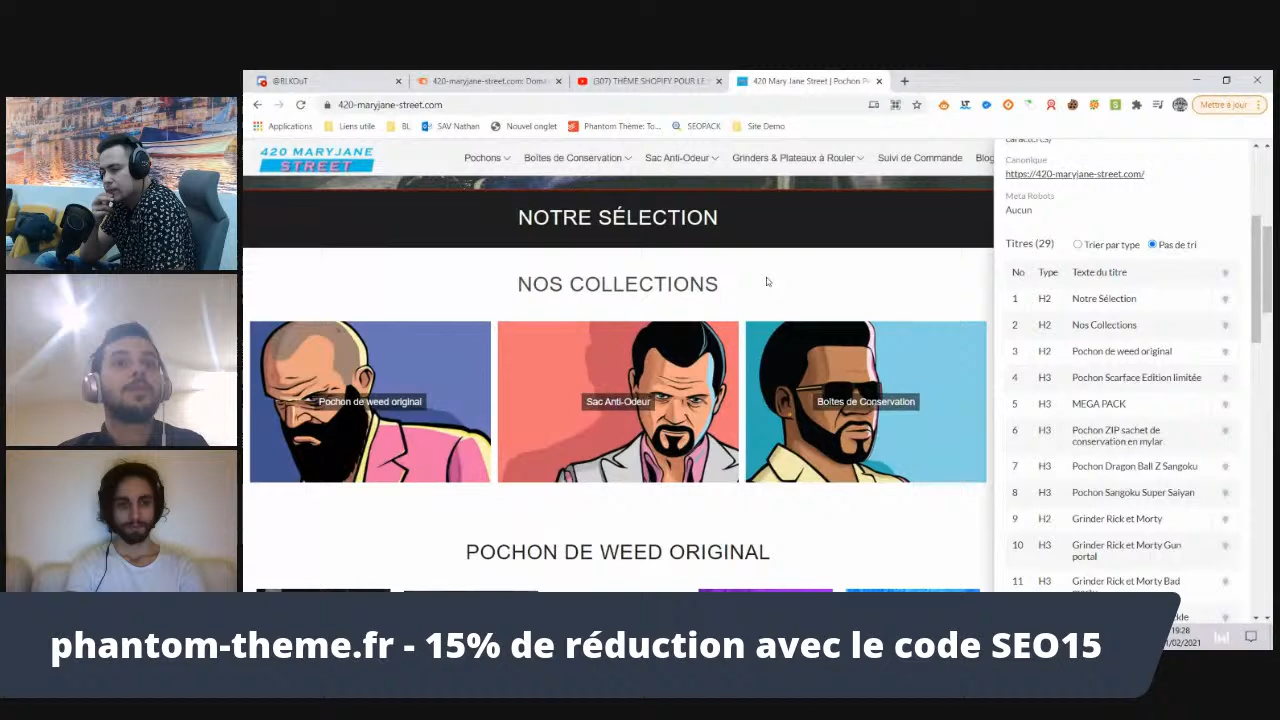 @BLKOuT
420-maryjane-street.com: Doma
(307) THÈME SHOPIFY POUR LE
420 Mary Jane Street | Pochon P
420-maryjane-street.com
Mettre à jour
Applications
Liens utile
BL
SAV Nathan
Nouvel onglet
Phantom Thème: To...
SEOPACK
Site Demo
420 MARYJANE
STREET
Pochons
Boîtes de Conservation
Sac Anti-Odeur
Grinders & Plateaux à Rouler
Suivi de Commande
Blog
NOTRE SÉLECTION
NOS COLLECTIONS
Pochon de weed original
Sac Anti-Odeur
Boîtes de Conservation
POCHON DE WEED ORIGINAL
Canonique
https://420-maryjane-street.com/
Meta Robots
Aucun
Titres (29) Trier par type Pas de tri
No Type Texte du titre
1 H2 Notre Sélection
2 H2 Nos Collections
3 H2 Pochon de weed original
4 H3 Pochon Scarface Edition limitée
5 H3 MEGA PACK
6 H3 Pochon ZIP sachet de
conservation en mylar
7 H3 Pochon Dragon Ball Z Sangoku
8 H3 Pochon Sangoku Super Saiyan
9 H2 Grinder Rick et Morty
10 H3 Grinder Rick et Morty Gun
portal
11 H3 Grinder Rick et Morty Bad
19:28
/02/2021
phantom-theme.fr - 15% de réduction avec le code SEO15